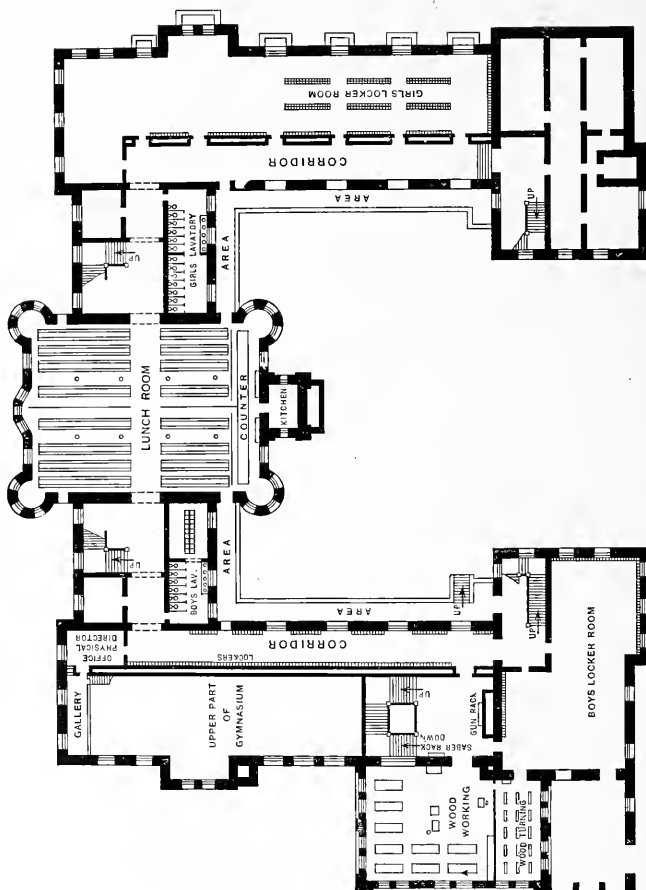 GIRLS LOCKER ROOM
CORRIDOR
AREA
UP
UP
GIRLS LAVATORY
AREA
LUNCH ROOM
COUNTER
KITCHEN
UP
BOYS LAV.
AREA
AREA
UP
UP
OFFICE
PHYSICAL
DIRECTOR
CORRIDOR
LOCKERS
GALLERY
UPPER PART
OF
GYMNASIUM
UP
DOWN
SABER RACK
GUN RACK
BOYS LOCKER ROOM
WOOD
WORKING
WOOD TURNING